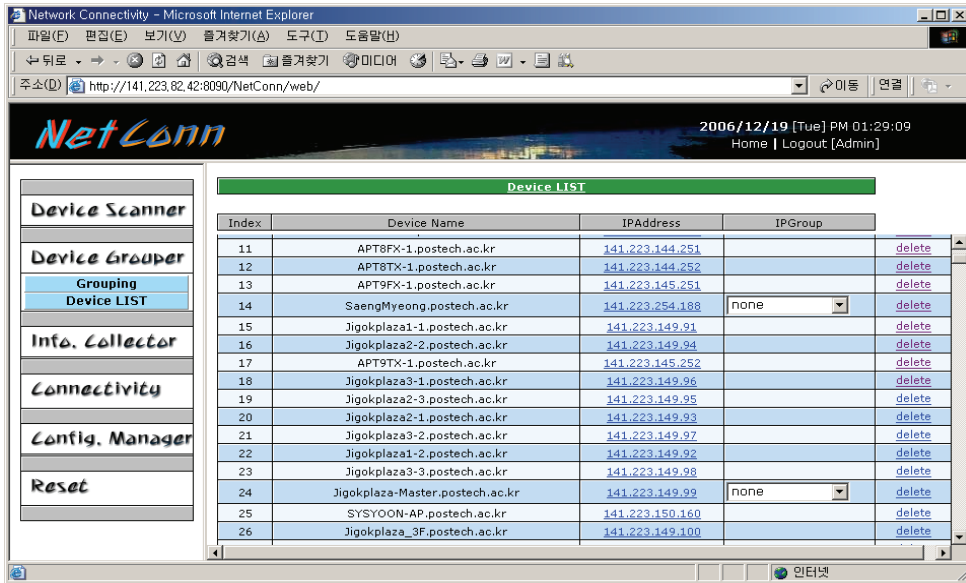 Network Connectivity - Microsoft Internet Explorer
파일(F) 편집(E) 보기(V) 즐겨찾기(A) 도구(T) 도움말(H)
뒤로 검색 즐겨찾기 미디어
주소(D) http://141,223,82,42:8090/NetConn/web/ 이동 연결
NetConn
2006/12/19 [Tue] PM 01:29:09
Home | Logout [Admin]
Device Scanner
Device Grouper
Grouping
Device LIST
Info. Collector
Connectivity
Config. Manager
Reset
Device LIST
Index Device Name IPAddress IPGroup
11 APT8FX-1.postech.ac.kr 141.223.144.251 delete
12 APT8TX-1.postech.ac.kr 141.223.144.252 delete
13 APT9FX-1.postech.ac.kr 141.223.145.251 delete
14 SaengMyeong.postech.ac.kr 141.223.254.188 none delete
15 Jigokplaza1-1.postech.ac.kr 141.223.149.91 delete
16 Jigokplaza2-2.postech.ac.kr 141.223.149.94 delete
17 APT9TX-1.postech.ac.kr 141.223.145.252 delete
18 Jigokplaza3-1.postech.ac.kr 141.223.149.96 delete
19 Jigokplaza2-3.postech.ac.kr 141.223.149.95 delete
20 Jigokplaza2-1.postech.ac.kr 141.223.149.93 delete
21 Jigokplaza3-2.postech.ac.kr 141.223.149.97 delete
22 Jigokplaza1-2.postech.ac.kr 141.223.149.92 delete
23 Jigokplaza3-3.postech.ac.kr 141.223.149.98 delete
24 Jigokplaza-Master.postech.ac.kr 141.223.149.99 none delete
25 SYSYOON-AP.postech.ac.kr 141.223.150.160 delete
26 Jigokplaza_3F.postech.ac.kr 141.223.149.100 delete
인터넷